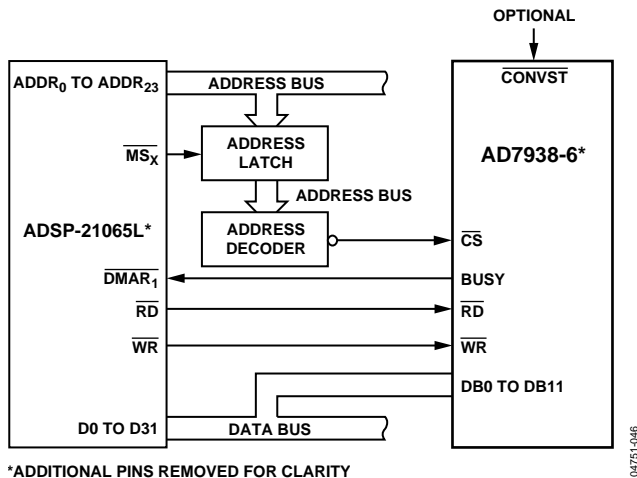 OPTIONAL
ADDR0 TO ADDR23
ADDRESS BUS
CONVST
MSX
ADDRESS
LATCH
AD7938-6*
ADDRESS BUS
ADSP-21065L*
ADDRESS
DECODER
CS
DMAR1
BUSY
RD
RD
WR
WR
DB0 TO DB11
D0 TO D31
DATA BUS
*ADDITIONAL PINS REMOVED FOR CLARITY
04751-046